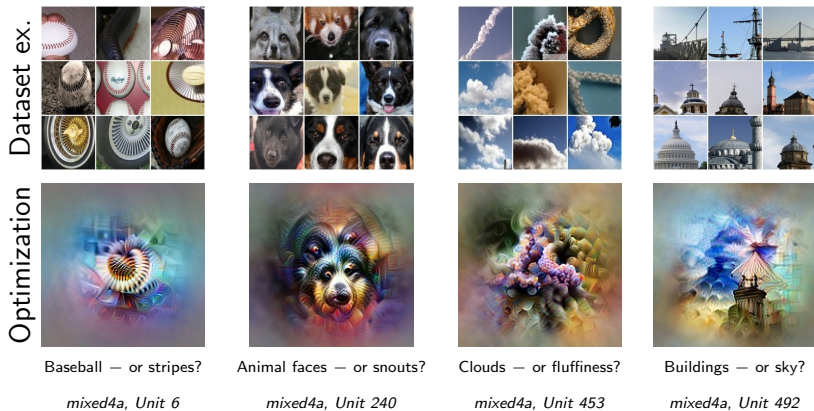 Dataset ex.
Optimization
Baseball — or stripes?
Animal faces — or snouts?
Clouds — or fluffiness?
Buildings — or sky?
mixed4a, Unit 6
mixed4a, Unit 240
mixed4a, Unit 453
mixed4a, Unit 492